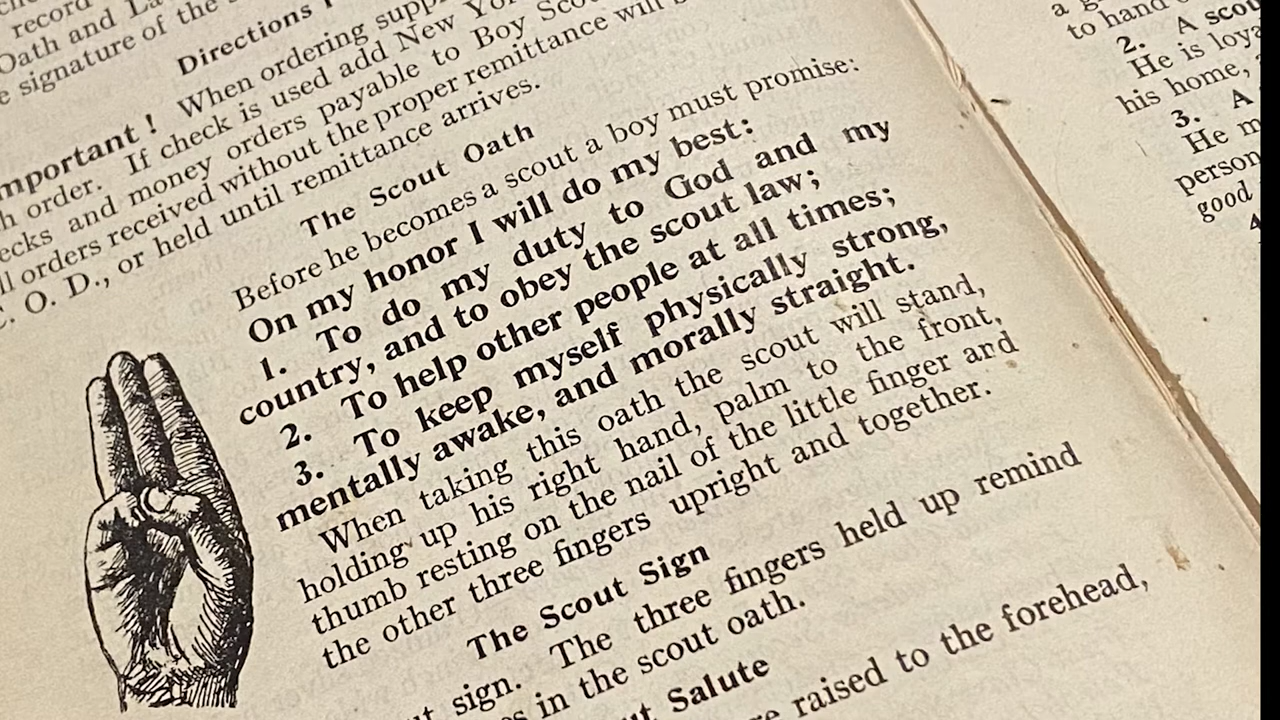 record
Oath and La
e signature of the s
Directions f
mportant! When ordering supp
h order. If check is used add New Yor
ecks and money orders payable to Boy Scou
ll orders received without the proper remittance will b
C. O. D., or held until remittance arrives.
The Scout Oath
Before he becomes a scout a boy must promise:
On my honor I will do my best:
1. To do my duty to God and my
country, and to obey the scout law;
2. To help other people at all times;
3. To keep myself physically strong,
mentally awake, and morally straight.
When taking this oath the scout will stand,
holding up his right hand, palm to the front,
thumb resting on the nail of the little finger and
the other three fingers upright and together.
The Scout Sign
ut sign. The three fingers held up remind
es in the scout oath.
ut Salute
re raised to the forehead,
to hand
2. A scou
He is loya
his home,
3. A
He m
person
good
4